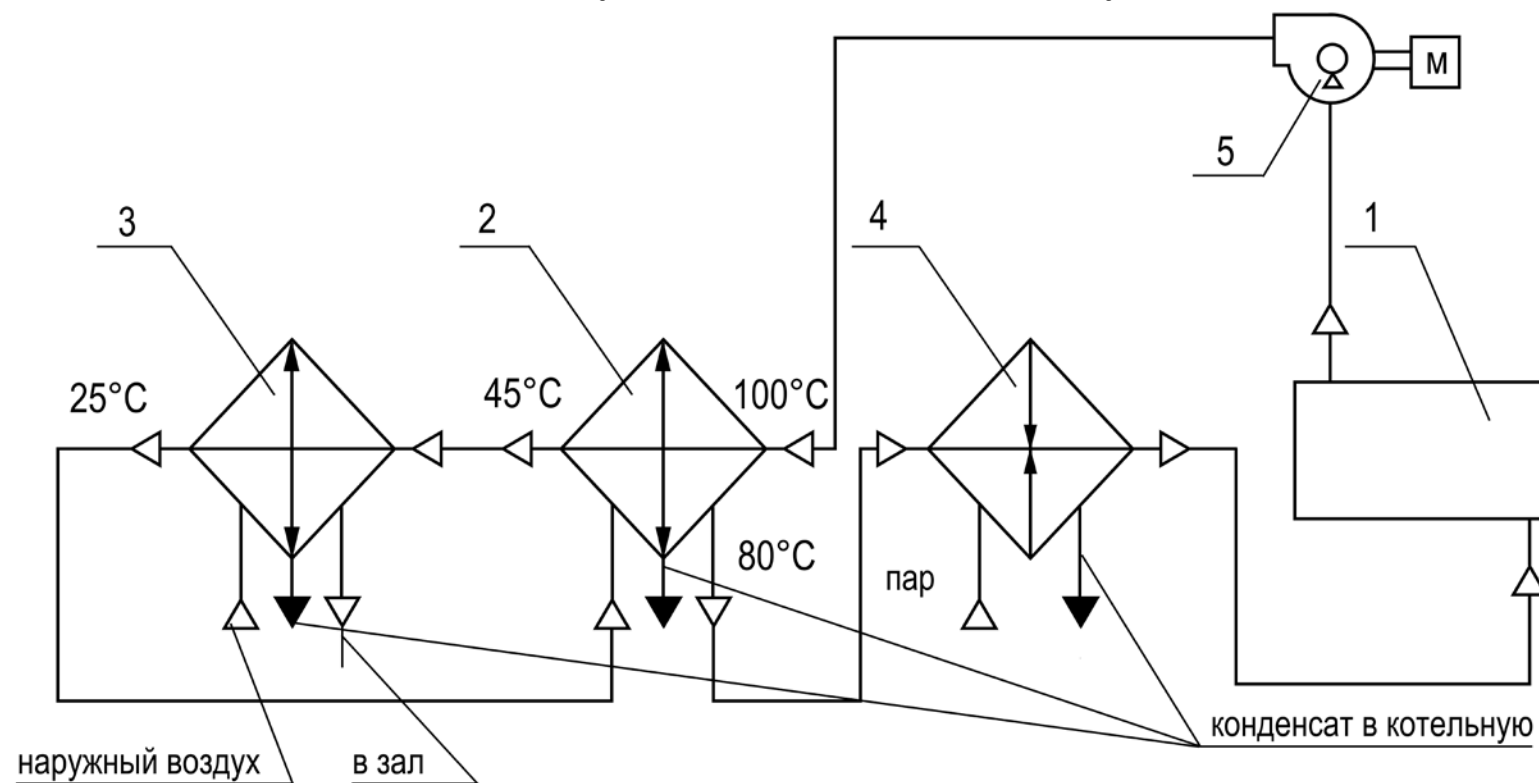 М
5
3
2
4
1
25°C
45°C
100°C
80°C
пар
конденсат в котельную
наружный воздух
в зал